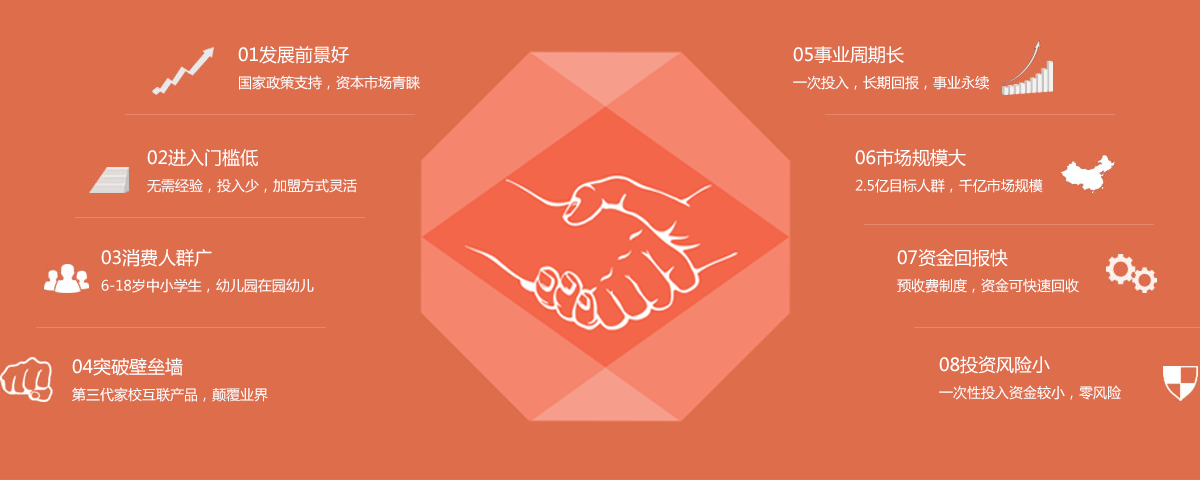 01发展前景好
国家政策支持，资本市场青睐
02进入门槛低
无需经验，投入少，加盟方式灵活
03消费人群广
6-18岁中小学生，幼儿园在园幼儿
04突破壁垒墙
第三代家校互联产品，颠覆业界
05事业周期长
一次投入，长期回报，事业永续
06市场规模大
2.5亿目标人群，千亿市场规模
07资金回报快
预收费制度，资金可快速回收
08投资风险小
一次性投入资金较小，零风险